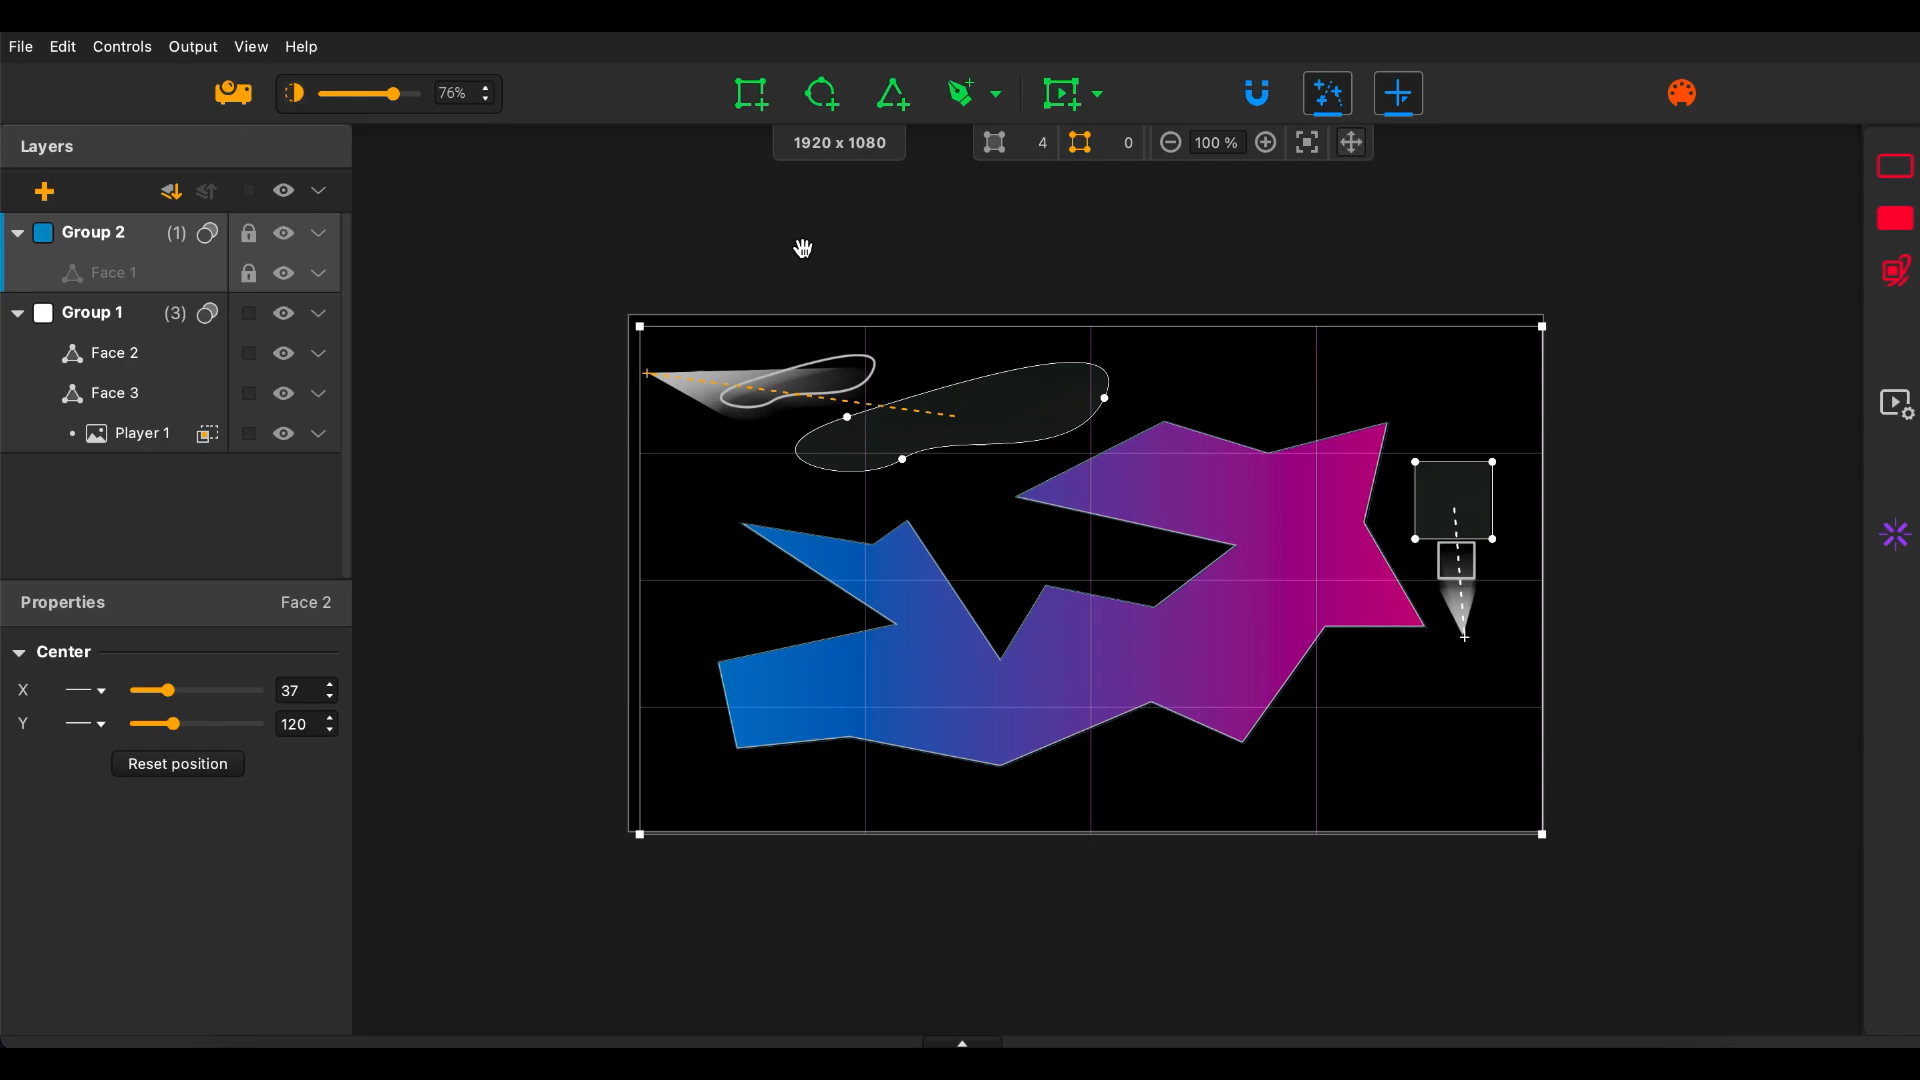 File Edit Controls Output View Help
76%
Layers
1920 x 1080
4
0
100 %
Group 2 (1)
Face 1
Group 1 (3)
Face 2
Face 3
Player 1
Properties Face 2
Center
X 37
Y 120
Reset position